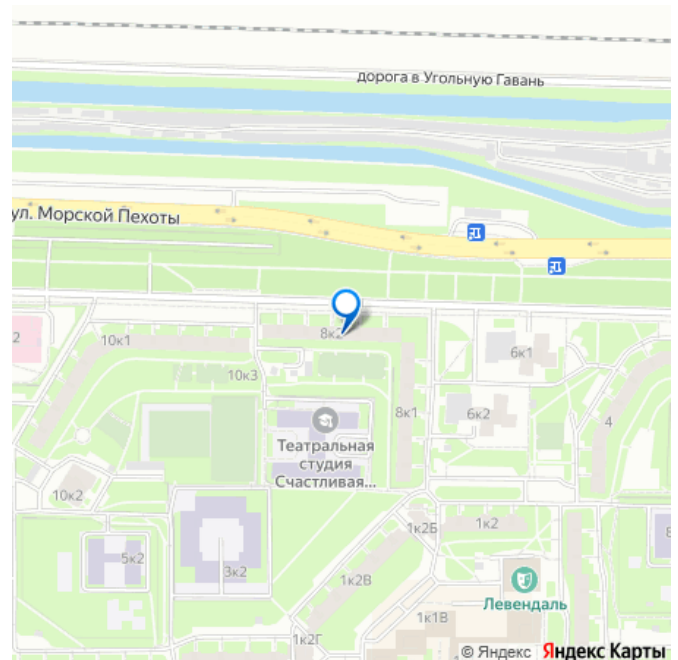 дорога в Угольную Гавань
ул. Морской Пехоты
2
10к1
8к2
6к1
10к3
8к1
6к2
4
Театральная
студия
Счастливая...
10к2
1к2Б
1к2
5к2
3к2
1к2В
8
Левендаль
1к1В
1к2Г
© Яндекс Яндекс Карты